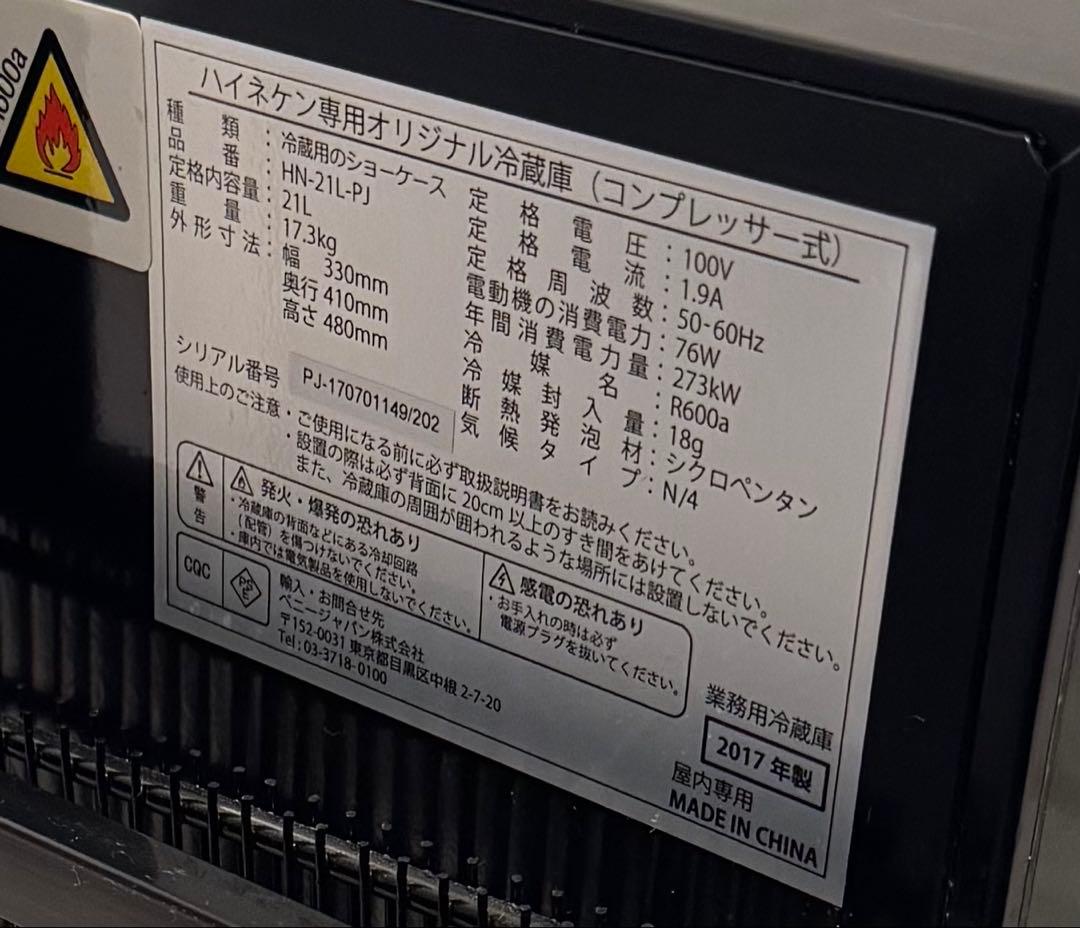 600a
ハイネケン専用オリジナル冷蔵庫（コンプレッサー式）
種類：冷蔵用のショーケース
品番：HN-21L-PJ
定格内容量：21L
重量：17.3kg
外形寸法：幅 330mm
奥行 410mm
高さ 480mm
定格電圧：100V
定格電流：1.9A
定格周波数：50-60Hz
電動機の消費電力：76W
年間消費電力量：273kW
冷媒名：R600a
冷媒封入量：18g
断熱発泡材：シクロペンタン
気候タイプ：N/4
シリアル番号 PJ-170701149/202
使用上のご注意・ご使用になる前に必ず取扱説明書をお読みください。
・設置の際は必ず背面に 20cm 以上のすき間をあけてください。
また、冷蔵庫の周囲が囲われるような場所には設置しないでください。
警告
発火・爆発の恐れあり
・冷蔵庫の背面などにある冷却回路
（配管）を傷つけないでください。
・庫内では電気製品を使用しないでください。
感電の恐れあり
・お手入れの時は必ず
電源プラグを抜いてください。
CQC
PS
E
輸入・お問合せ先
ベニージャパン株式会社
〒152-0031 東京都目黒区中根 2-7-20
Tel：03-3718-0100
業務用冷蔵庫
2017 年製
屋内専用
MADE IN CHINA